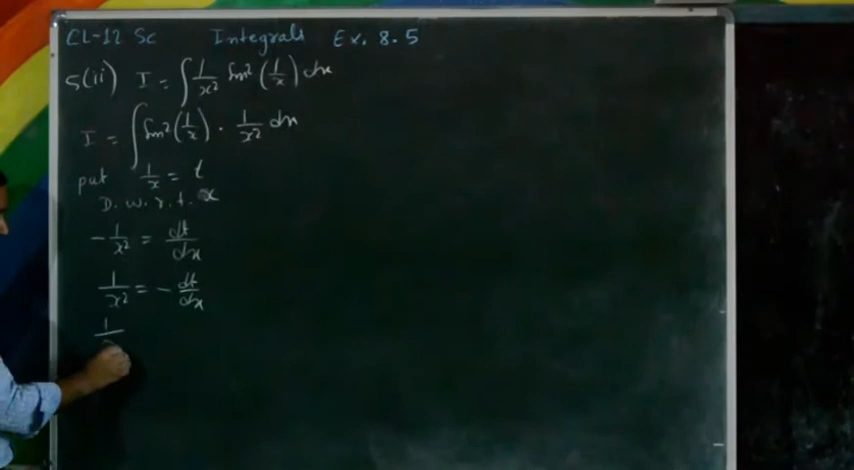 CL-12 Sc Integrals Ex. 8.5
5(ii) I = ∫ 1/x² Sin² (1/x) dx
I = ∫ Sin² (1/x) · 1/x² dx
put 1/x = t
D. w. r. t. x
-1/x² = dt/dx
1/x² = - dt/dx
1